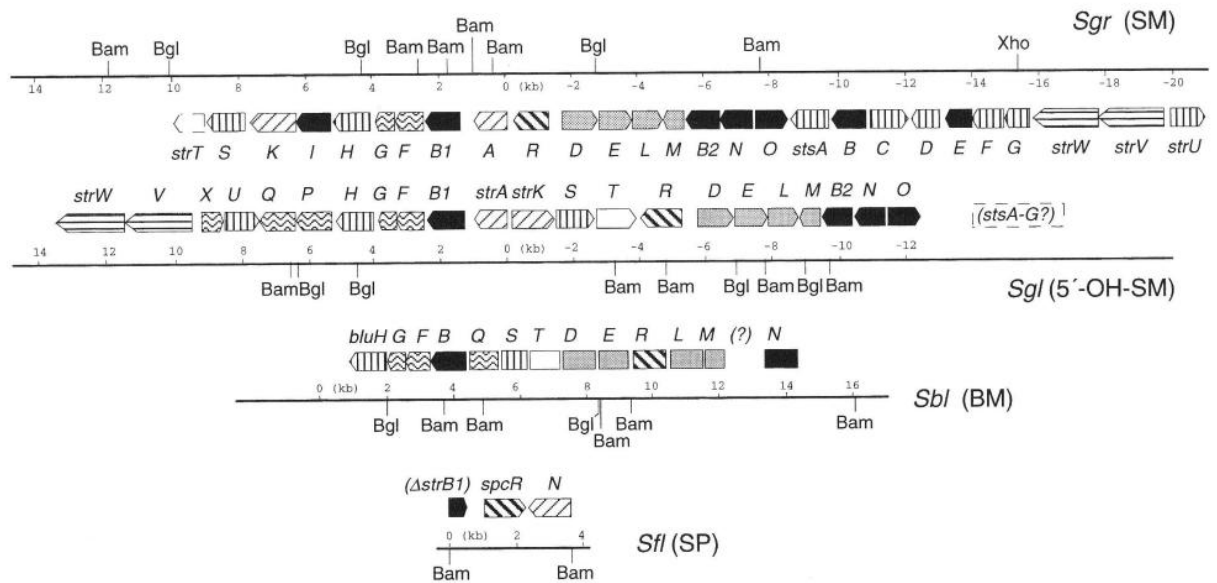 Sgr (SM)
Bam
Bam Bgl Bgl Bam Bam Bam Bgl Bam Xho
14 12 10 8 6 4 2 0 (kb) -2 -4 -6 -8 -10 -12 -14 -16 -18 -20
strT S K I H G F B1 A R D E L M B2 N O stsA B C D E F G strW strV strU
strW V X U Q P H G F B1 strA strK S T R D E L M B2 N O
(stsA-G?)
14 12 10 8 6 4 2 0 (kb) -2 -4 -6 -8 -10 -12
Bam Bgl Bgl Bam Bam Bgl Bam Bgl Bam
Sgl (5´-OH-SM)
bluH G F B Q S T D E R L M (?) N
0 (kb) 2 4 6 8 10 12 14 16
Sbl (BM)
Bgl Bam Bam Bgl Bam Bam
Bam
(ΔstrB1) spcR N
0 (kb) 2 4
Sfl (SP)
Bam Bam